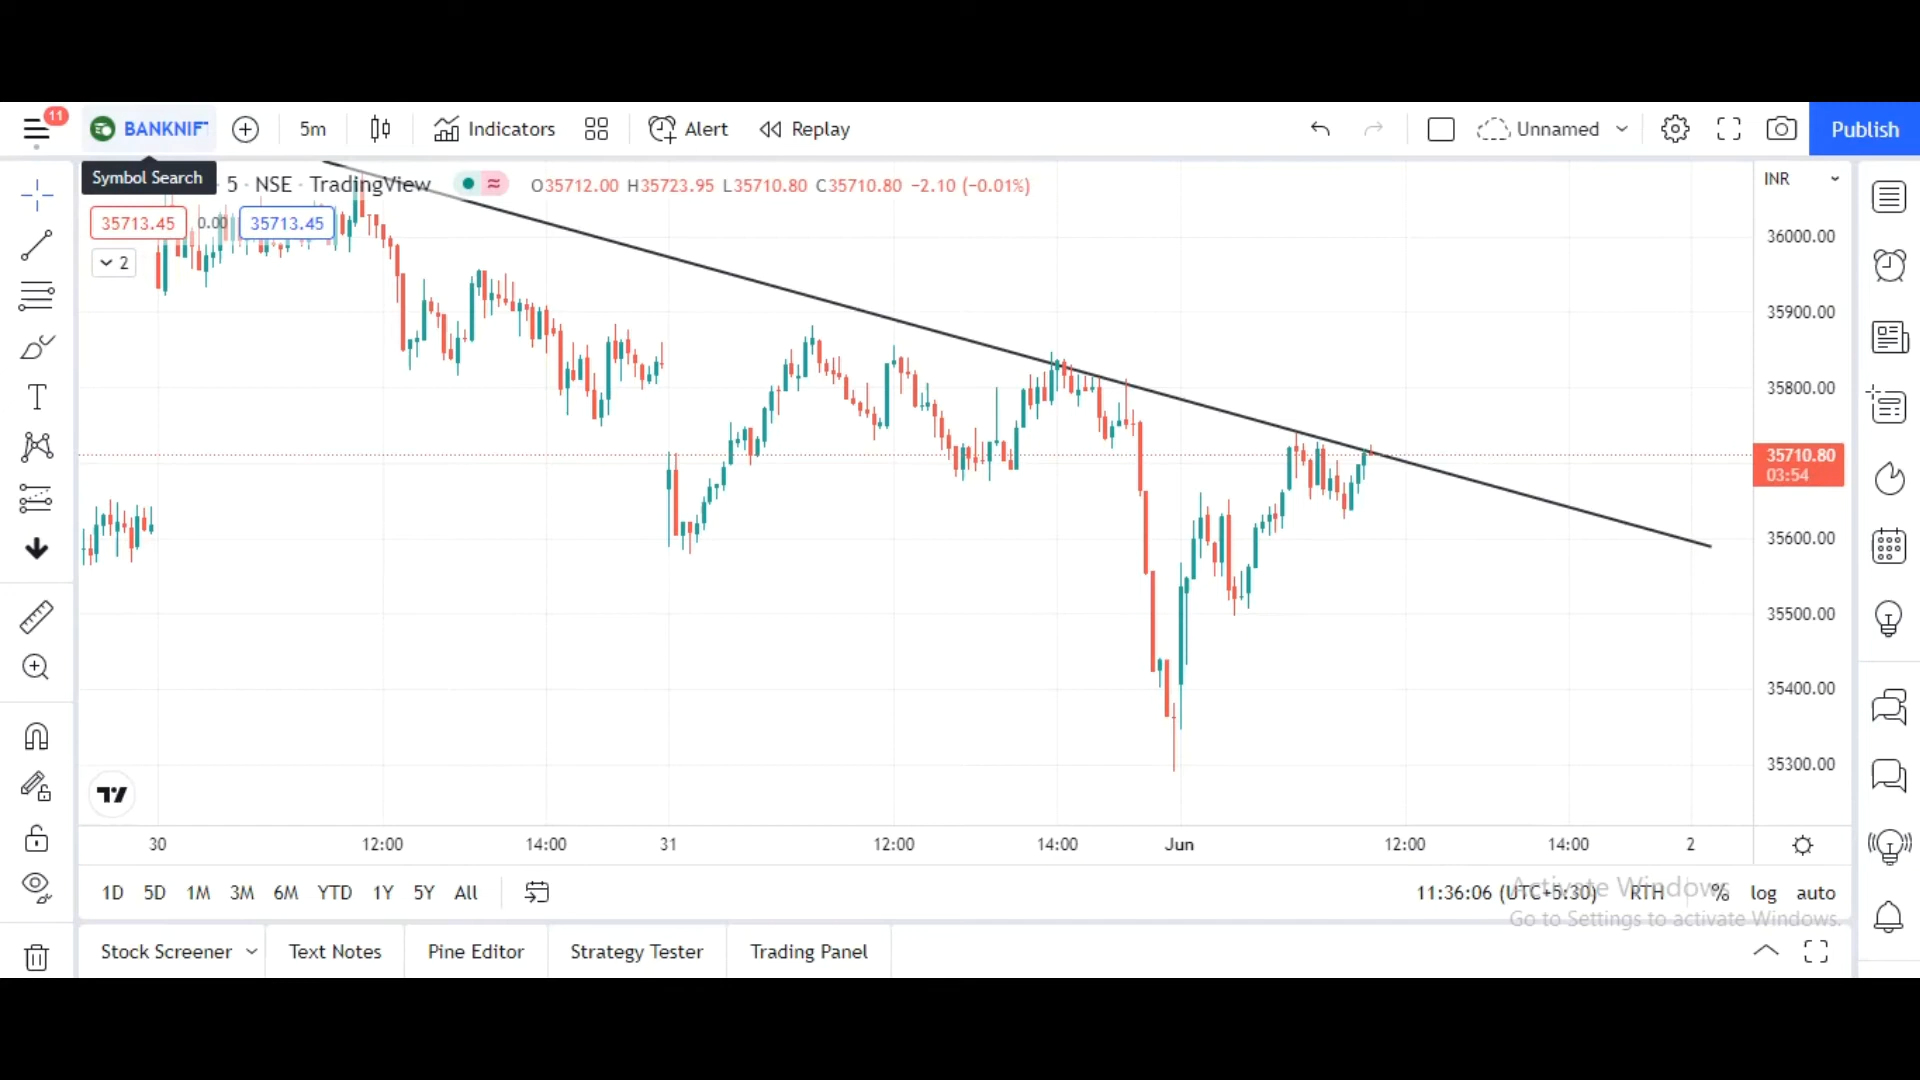 11 BANKNIF 5m Indicators Alert Replay Unnamed Publish
Symbol Search 5 · NSE TradingView ≈ O35712.00 H35723.95 L35710.80 C35710.80 −2.10 (−0.01%) INR
35713.45 0.00 35713.45
2
36000.00
35900.00
35800.00
35710.80
03:54
35600.00
35500.00
35400.00
35300.00
30 12:00 14:00 31 12:00 14:00 Jun 12:00 14:00 2
1D 5D 1M 3M 6M YTD 1Y 5Y All 11:36:06 (UTC+5:30) RTH % log auto
Activate Windows
Go to Settings to activate Windows.
Stock Screener Text Notes Pine Editor Strategy Tester Trading Panel